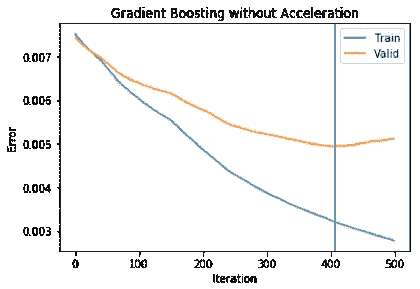 Gradient Boosting without Acceleration
Train
Valid
0.007
0.006
0.005
0.004
0.003
Error
0 100 200 300 400 500
Iteration